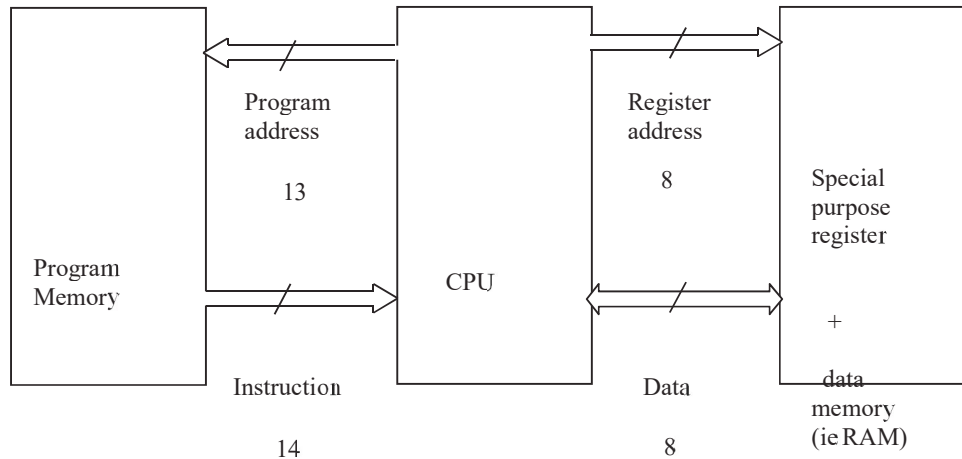 Program
address
13
Register
address
8
Special
purpose
register
Program
Memory
CPU
+
Instruction
14
Data
8
data
memory
(ie RAM)